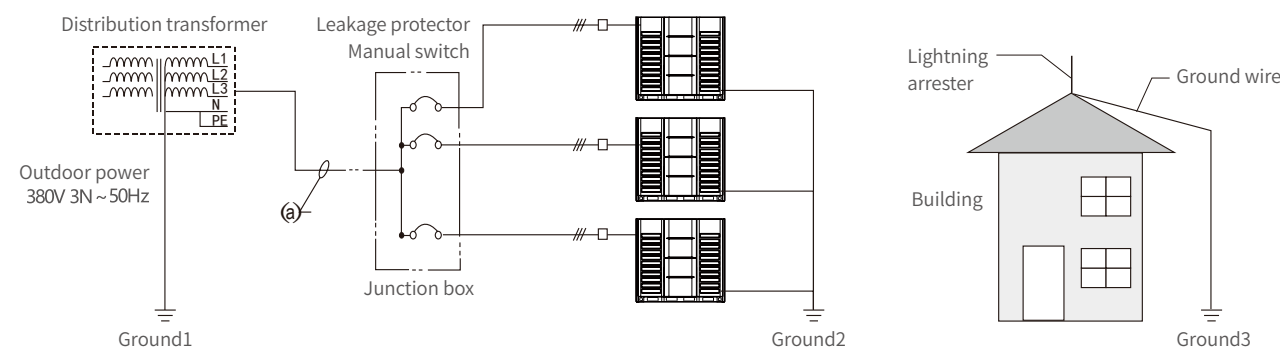 Distribution transformer
L1
L2
L3
N
PE
Outdoor power
380V 3N ~ 50Hz
(a)
Leakage protector
Manual switch
Junction box
Ground1
Ground2
Lightning
arrester
Ground wire
Building
Ground3